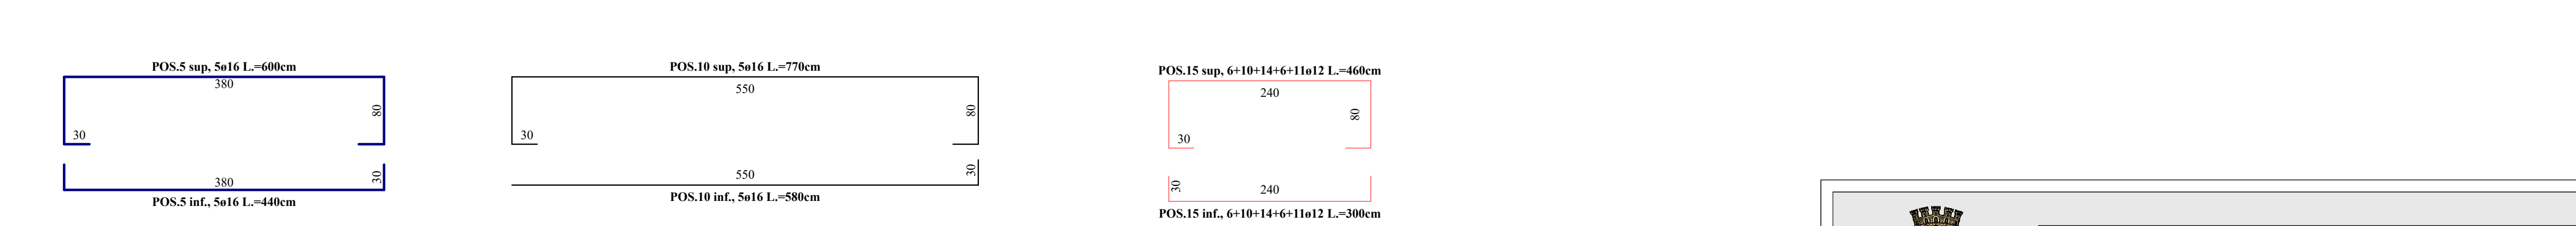 POS.5 sup, 5ø16 L.=600cm
380
80
30
380
30
POS.5 inf., 5ø16 L.=440cm
POS.10 sup, 5ø16 L.=770cm
550
80
30
550
30
POS.10 inf., 5ø16 L.=580cm
POS.15 sup, 6+10+14+6+11ø12 L.=460cm
240
80
30
30
240
POS.15 inf., 6+10+14+6+11ø12 L.=300cm